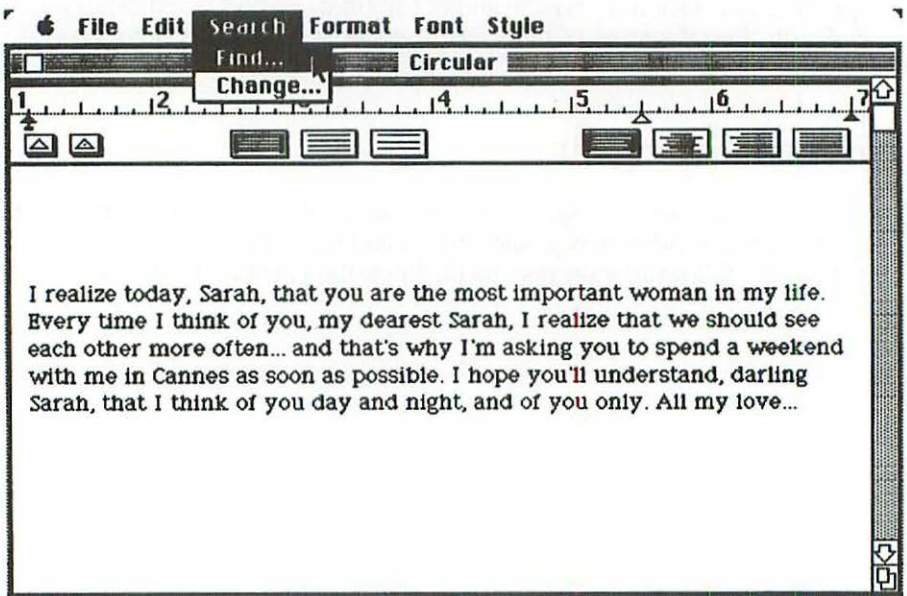 File Edit Search Format Font Style
Circular
Find...
Change...
1 2 4 5 6 7
I realize today, Sarah, that you are the most important woman in my life.
Every time I think of you, my dearest Sarah, I realize that we should see
each other more often... and that's why I'm asking you to spend a weekend
with me in Cannes as soon as possible. I hope you'll understand, darling
Sarah, that I think of you day and night, and of you only. All my love...